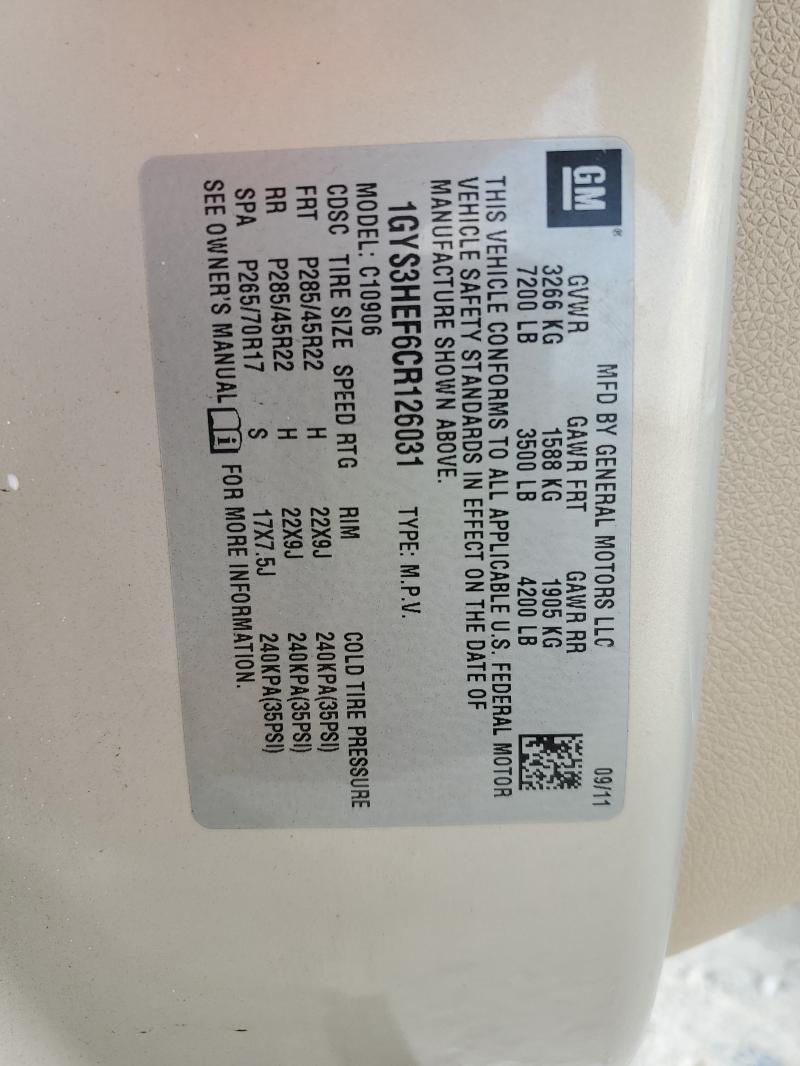 GM ®
MFD BY GENERAL MOTORS LLC 09/11
GVWR GAWR FRT GAWR RR
3266 KG 1588 KG 1905 KG
7200 LB 3500 LB 4200 LB
THIS VEHICLE CONFORMS TO ALL APPLICABLE U.S. FEDERAL MOTOR
VEHICLE SAFETY STANDARDS IN EFFECT ON THE DATE OF
MANUFACTURE SHOWN ABOVE.
1GYS3HEF6CR126031 TYPE: M.P.V.
MODEL: C10906
CDSC TIRE SIZE SPEED RTG RIM COLD TIRE PRESSURE
FRT P285/45R22 H 22X9J 240KPA(35PSI)
RR P285/45R22 H 22X9J 240KPA(35PSI)
SPA P265/70R17 S 17X7.5J 240KPA(35PSI)
SEE OWNER'S MANUAL i FOR MORE INFORMATION.